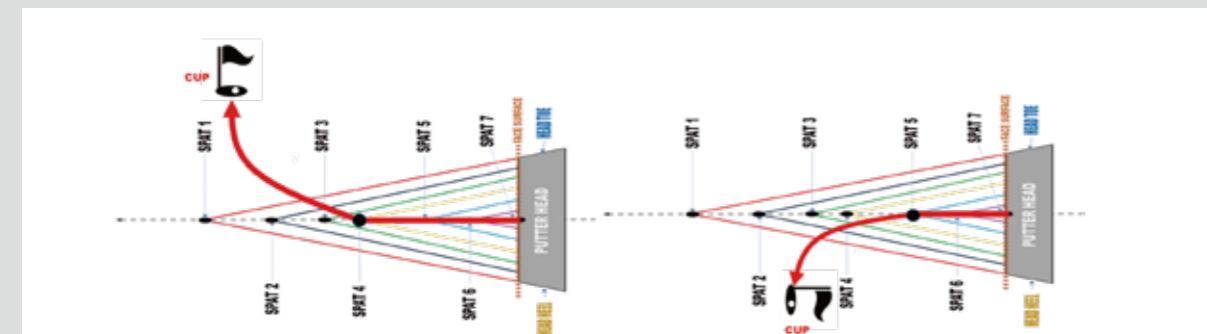 CUP
SPAT 1
SPAT 3
SPAT 5
SPAT 7
FACE SURFACE
HEAD TOE
PUTTER HEAD
SPAT 2
SPAT 4
SPAT 6
HEAD HEEL
SPAT 1
SPAT 3
SPAT 5
SPAT 7
FACE SURFACE
HEAD TOE
PUTTER HEAD
SPAT 2
SPAT 4
SPAT 6
HEAD HEEL
CUP